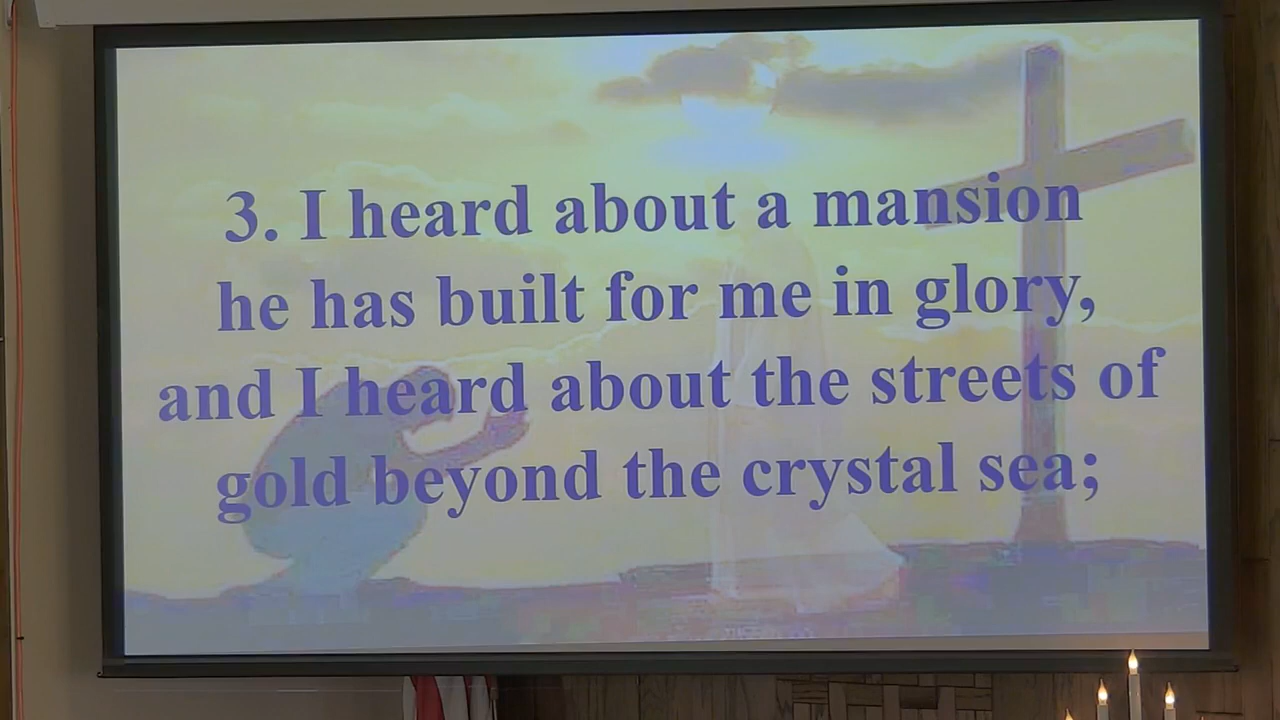 3. I heard about a mansion
he has built for me in glory,
and I heard about the streets of
gold beyond the crystal sea;